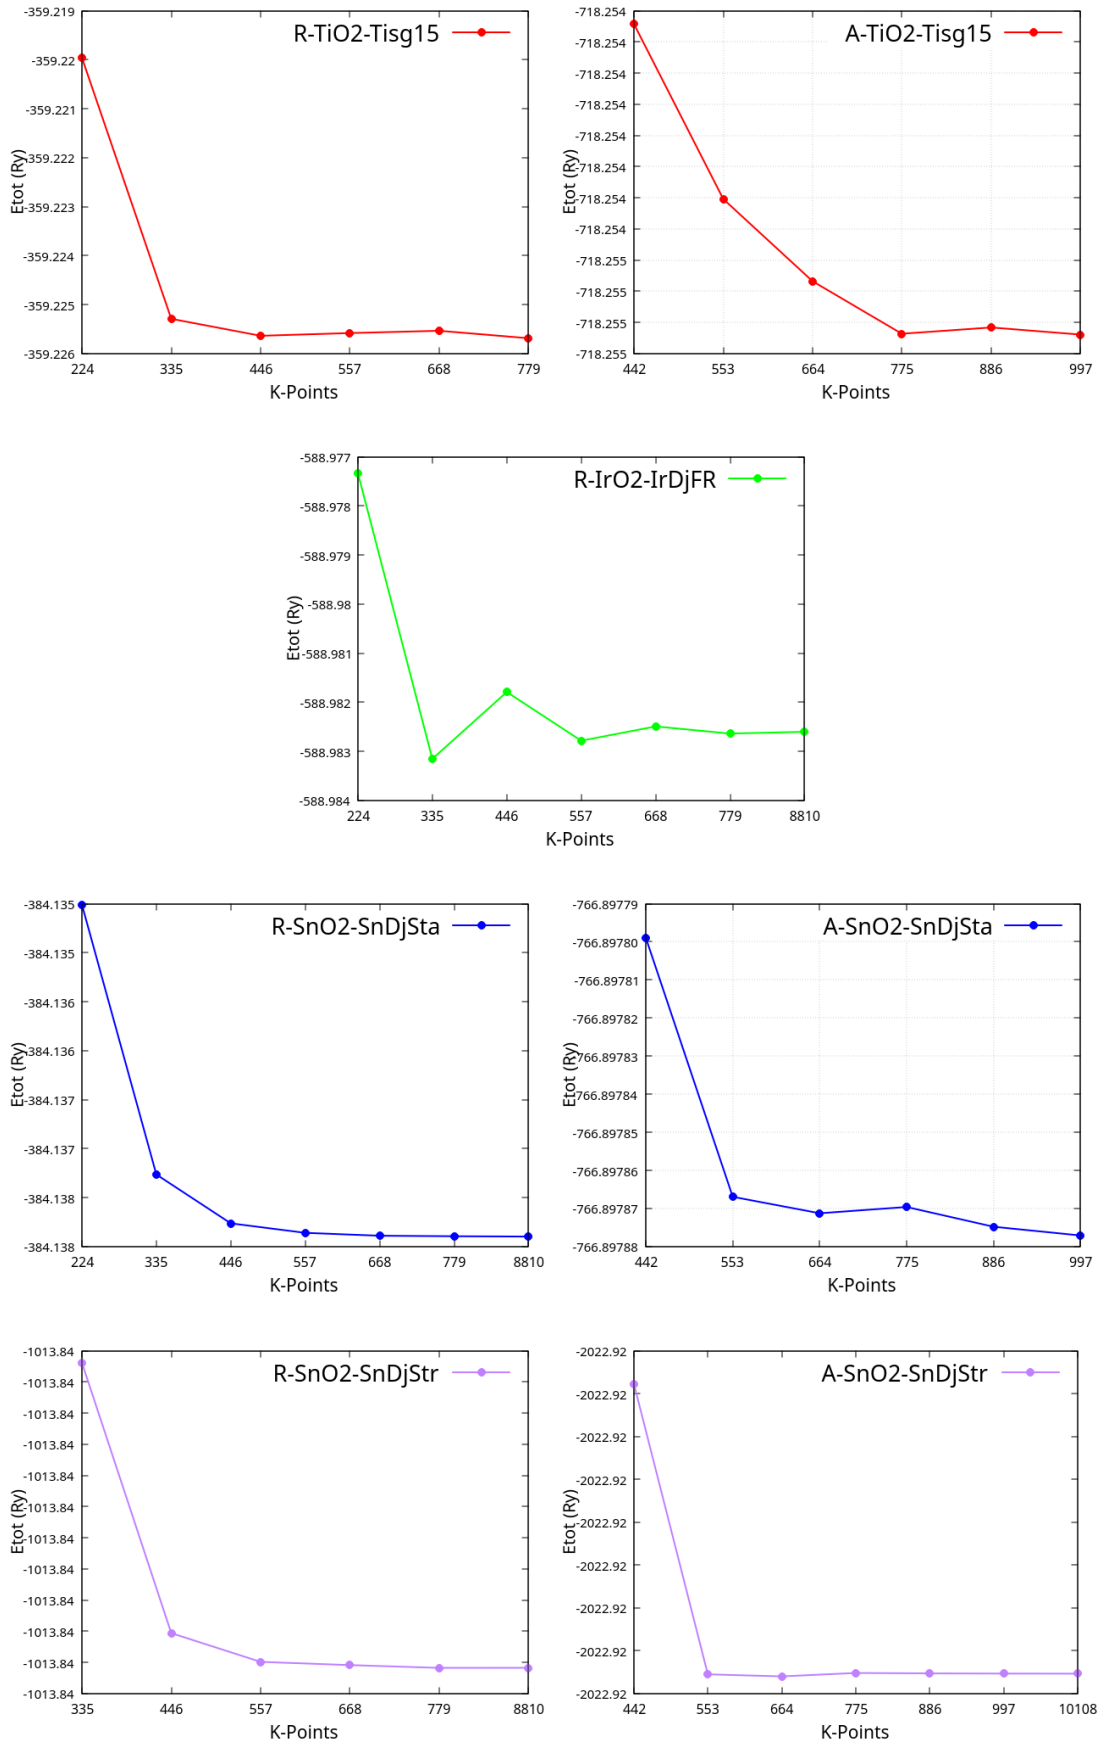 R-TiO2-Tisg15
-359.219
-359.22
-359.221
-359.222
-359.223
-359.224
-359.225
-359.226
Etot (Ry)
224 335 446 557 668 779
K-Points
A-TiO2-Tisg15
-718.254
-718.254
-718.254
-718.254
-718.254
-718.254
-718.254
-718.254
-718.255
-718.255
-718.255
-718.255
Etot (Ry)
442 553 664 775 886 997
K-Points
R-IrO2-IrDjFR
-588.977
-588.978
-588.979
-588.98
-588.981
-588.982
-588.983
-588.984
Etot (Ry)
224 335 446 557 668 779 8810
K-Points
R-SnO2-SnDjSta
-384.135
-384.135
-384.136
-384.136
-384.137
-384.137
-384.138
-384.138
Etot (Ry)
224 335 446 557 668 779 8810
K-Points
A-SnO2-SnDjSta
-766.89779
-766.89780
-766.89781
-766.89782
-766.89783
-766.89784
-766.89785
-766.89786
-766.89787
-766.89788
Etot (Ry)
442 553 664 775 886 997
K-Points
R-SnO2-SnDjStr
-1013.84
-1013.84
-1013.84
-1013.84
-1013.84
-1013.84
-1013.84
-1013.84
-1013.84
-1013.84
-1013.84
-1013.84
Etot (Ry)
335 446 557 668 779 8810
K-Points
A-SnO2-SnDjStr
-2022.92
-2022.92
-2022.92
-2022.92
-2022.92
-2022.92
-2022.92
-2022.92
-2022.92
Etot (Ry)
442 553 664 775 886 997 10108
K-Points